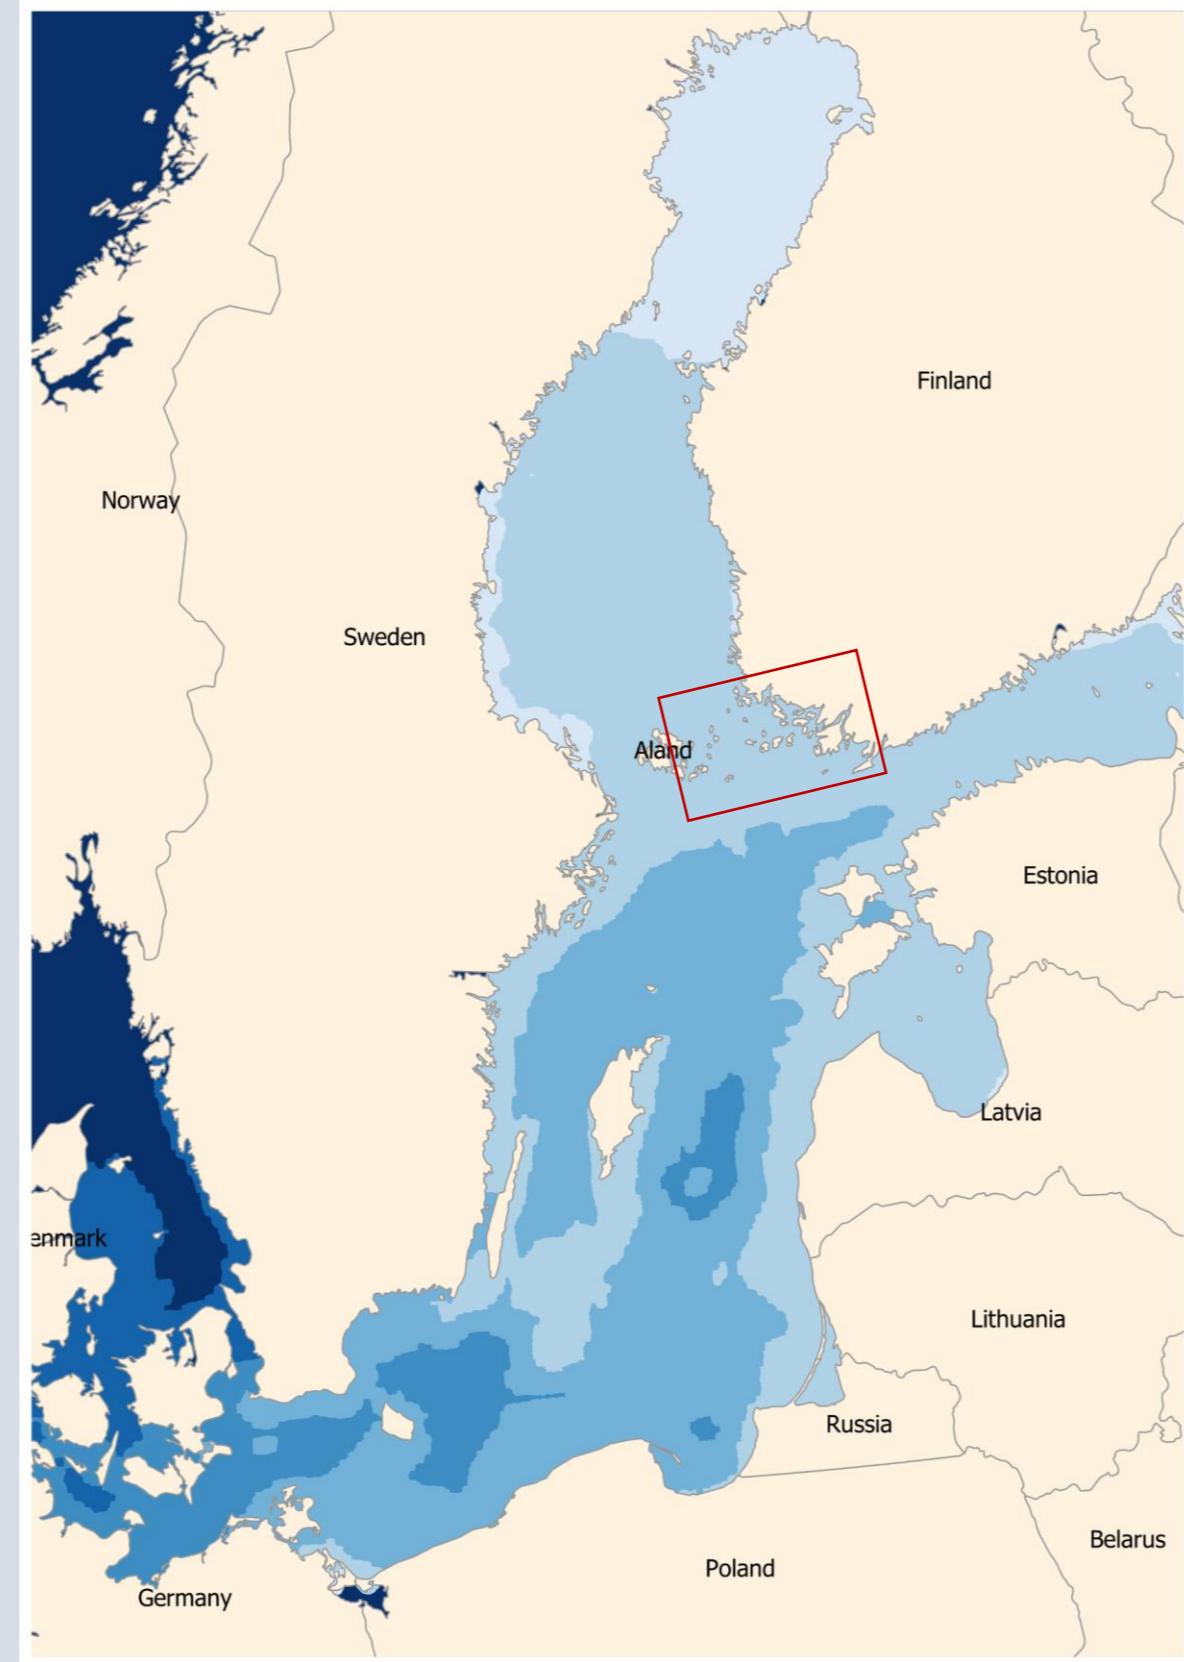 Finland
Norway
Sweden
Aland
Estonia
Latvia
enmark
Lithuania
Russia
Belarus
Poland
Germany